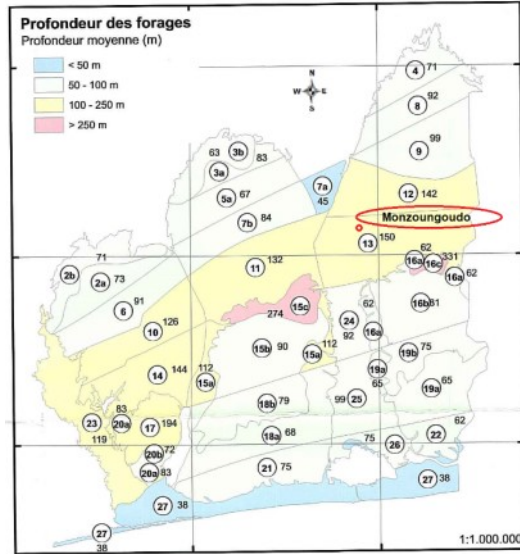 Profondeur des forages
Profondeur moyenne (m)
< 50 m
50 - 100 m
100 - 250 m
> 250 m
N
W E
S
4 71
8 92
9 99
63 3b 83
3a
5a 67
7a
45
7b 84
12 142
Monzoungoudo
13 150
71
2b
2a 73
11 132
62
16a 16c 331
16a 62
6 91
274 15c
62
16b 81
24
92
16a
10 126
15b 90
112
15a
19b 75
14 144
112
15a
19a
65
19a 65
83
23 20a 17 194
119
18b 79
99 25
20b 72
20a 83
18a 68
75
26
62
22
21 75
27 38
27 38
27
38
1:1.000.000